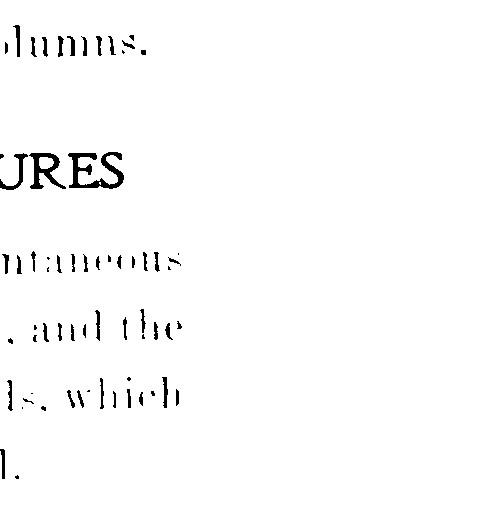 olumns.
URES
ntaneous
, and the
ls, which
l.